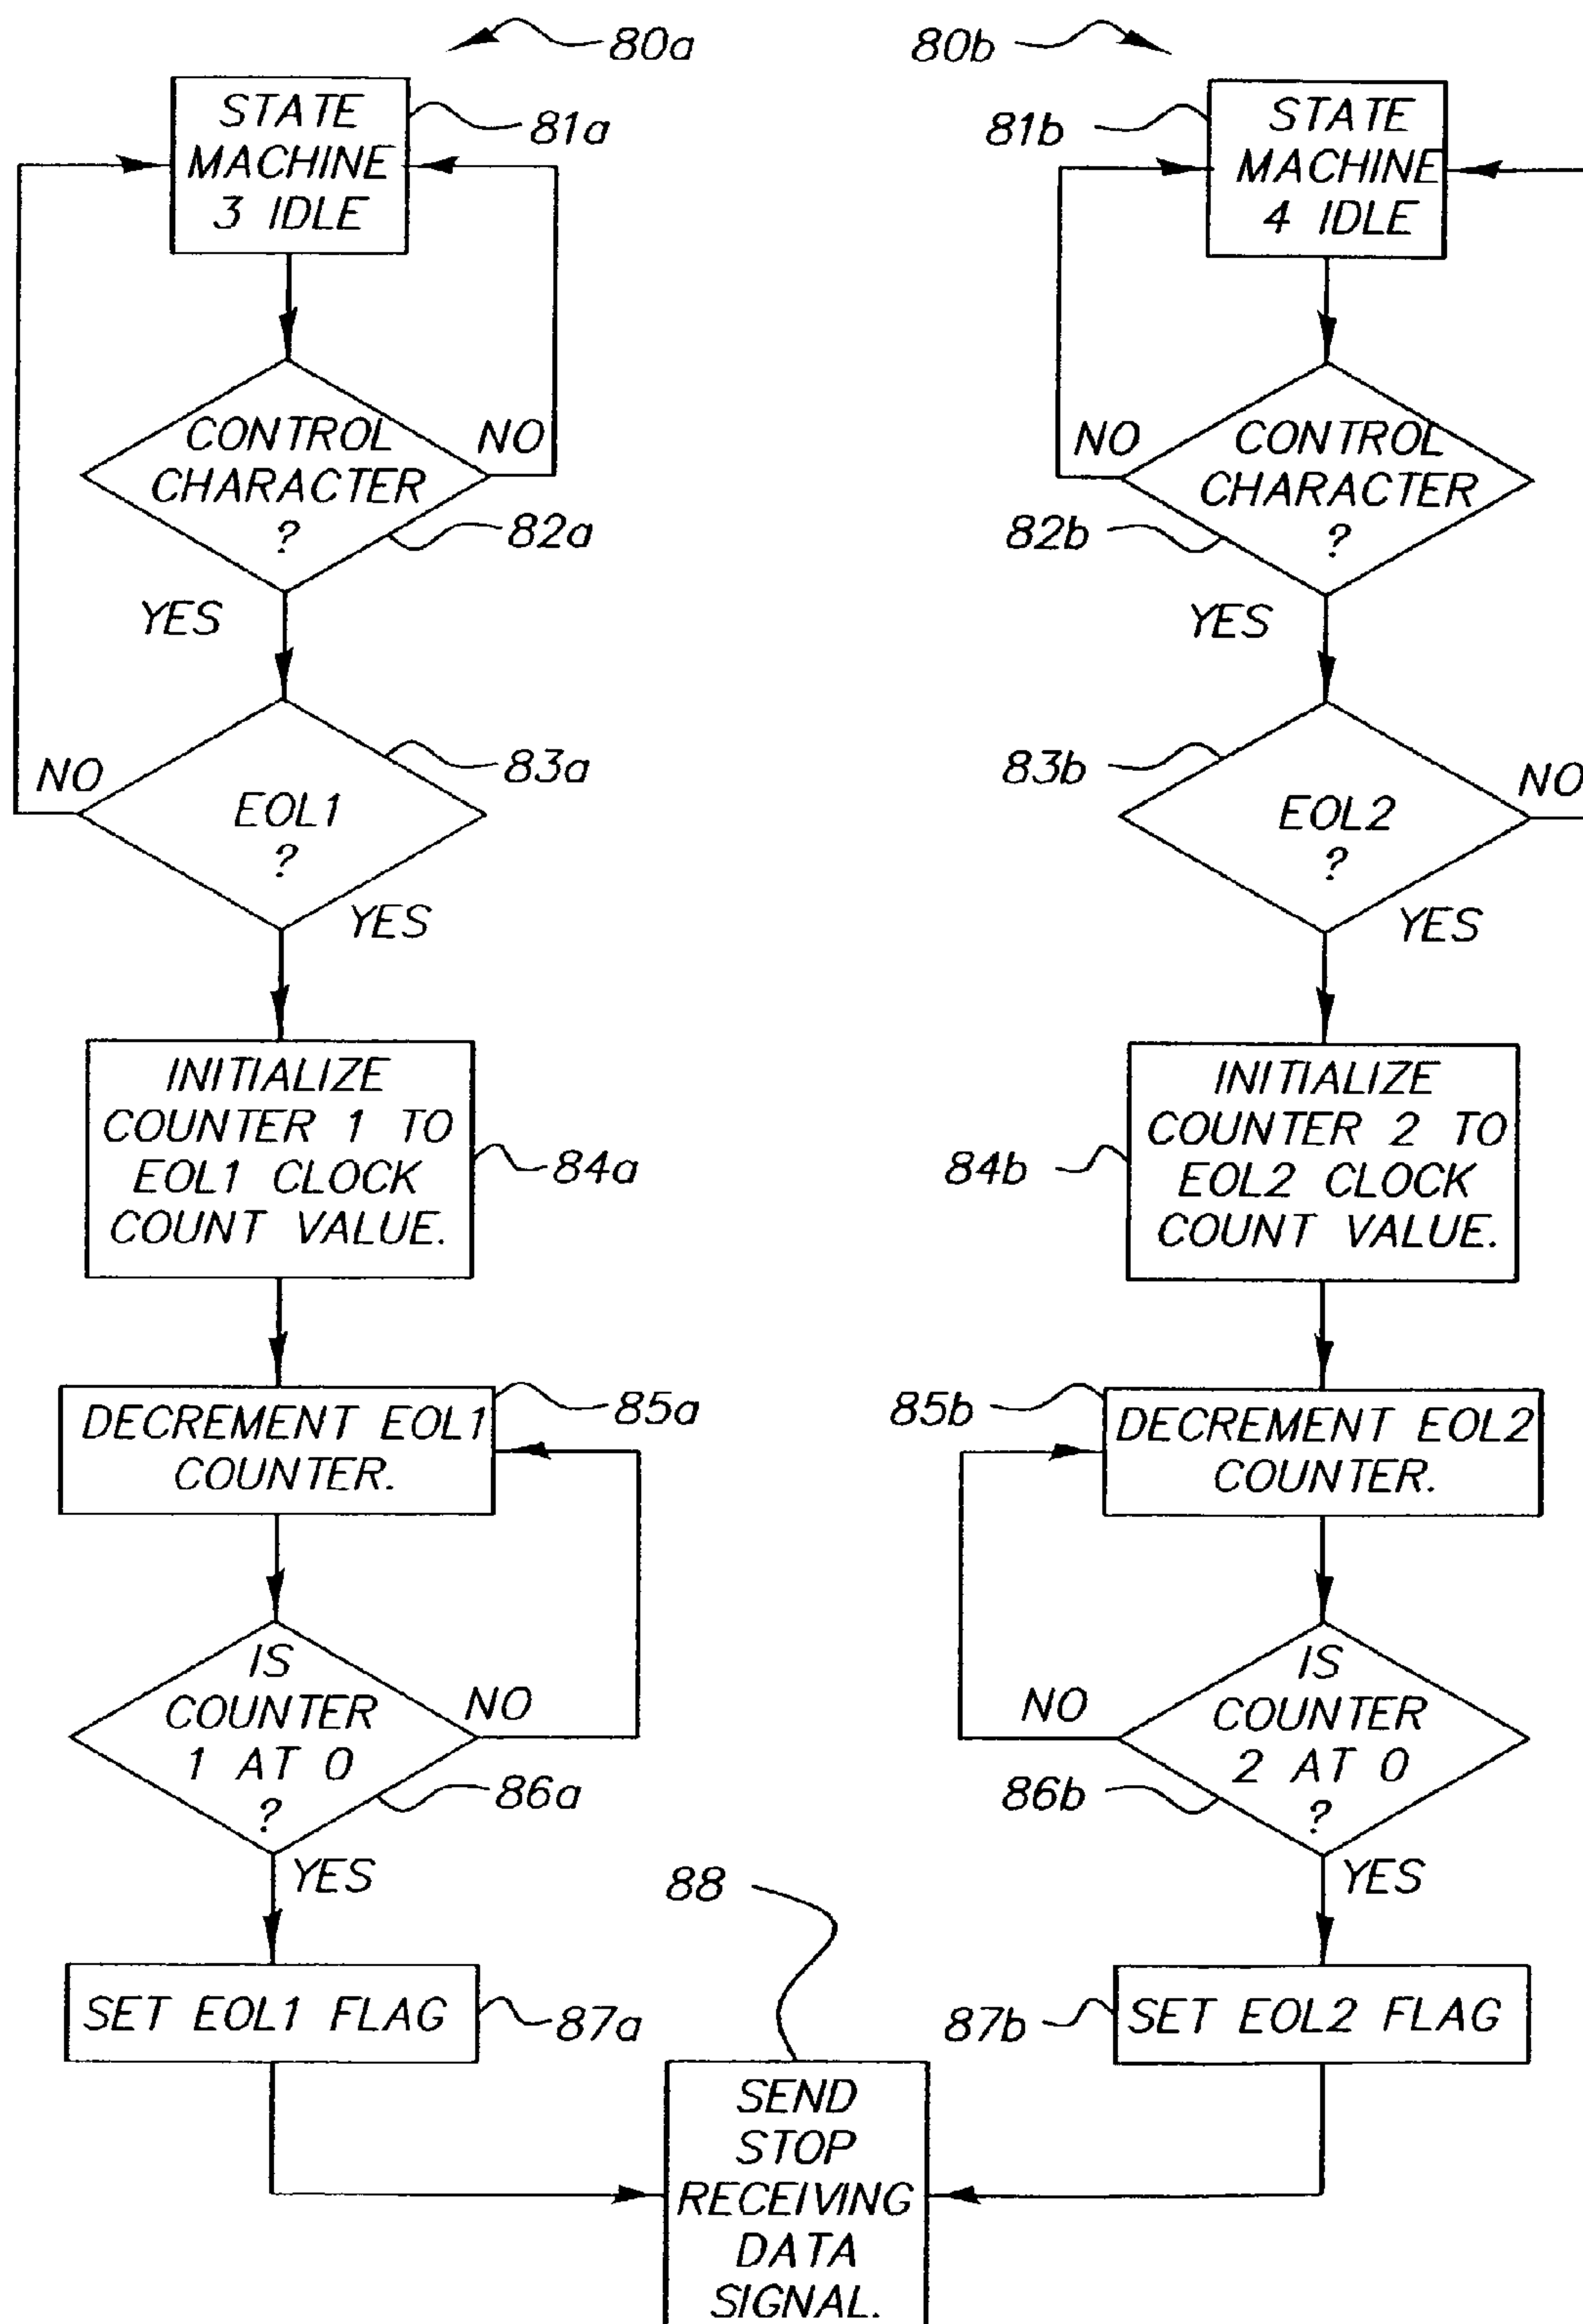 80a
STATE
MACHINE
3 IDLE
81a
CONTROL
CHARACTER
?
NO
82a
YES
83a
NO
EOL1
?
YES
INITIALIZE
COUNTER 1 TO
EOL1 CLOCK
COUNT VALUE.
84a
DECREMENT EOL1
COUNTER.
85a
IS
COUNTER
1 AT 0
?
NO
86a
YES
SET EOL1 FLAG
87a
80b
STATE
MACHINE
4 IDLE
81b
NO
CONTROL
CHARACTER
?
82b
YES
83b
NO
EOL2
?
YES
INITIALIZE
COUNTER 2 TO
EOL2 CLOCK
COUNT VALUE.
84b
85b
DECREMENT EOL2
COUNTER.
IS
COUNTER
2 AT 0
?
NO
86b
YES
87b
SET EOL2 FLAG
88
SEND
STOP
RECEIVING
DATA
SIGNAL.